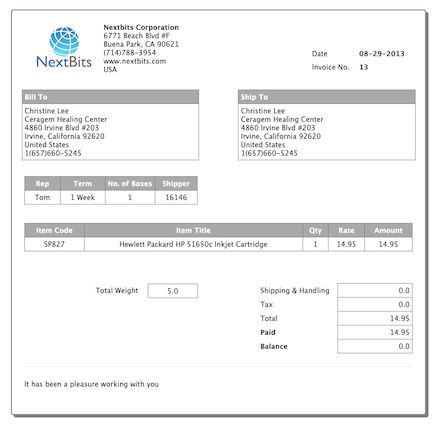 NextBits
Nextbits Corporation
6771 Beach Blvd #F
Buena Park, CA 90621
(714)788-3954
www.nextbits.com
USA
Date 08-29-2013
Invoice No. 13
Bill To
Christine Lee
Ceragem Healing Center
4860 Irvine Blvd #203
Irvine, California 92620
United States
1(657)660-5245
Ship To
Christine Lee
Ceragem Healing Center
4860 Irvine Blvd #203
Irvine, California 92620
United States
1(657)660-5245
Rep Term No. of Boxes Shipper
Tom 1 Week 1 16146
Item Code Item Title Qty Rate Amount
SP827 Hewlett Packard HP 51650c Inkjet Cartridge 1 14.95 14.95
Total Weight 5.0
Shipping & Handling 0.0
Tax 0.0
Total 14.95
Paid 14.95
Balance 0.0
It has been a pleasure working with you